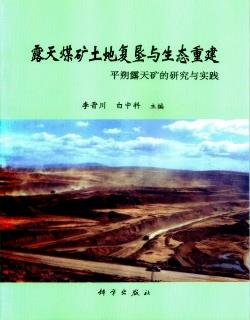 露天煤矿土地复垦与生态重建
平朔露天矿的研究与实践
李晋川 白中科 主编
科学出版社